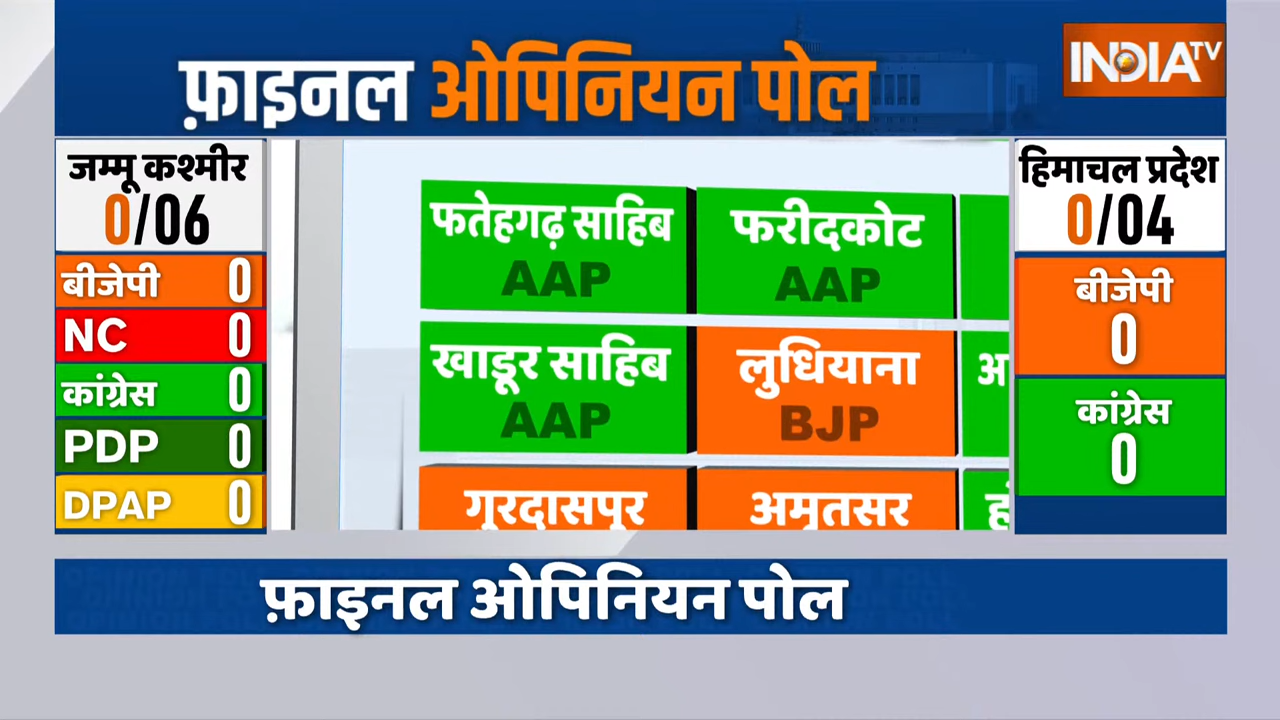 फ़ाइनल ओपिनियन पोल
INDIA TV
जम्मू कश्मीर
0/06
बीजेपी 0
NC 0
कांग्रेस 0
PDP 0
DPAP 0
फतेहगढ़ साहिब
AAP
फरीदकोट
AAP
खाडूर साहिब
AAP
लुधियाना
BJP
अ
गुरदासपुर
अमृतसर
हिमाचल प्रदेश
0/04
बीजेपी
0
कांग्रेस
0
फ़ाइनल ओपिनियन पोल